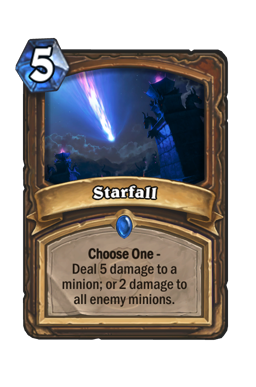 5
Starfall
Choose One -
Deal 5 damage to a
minion; or 2 damage to
all enemy minions.